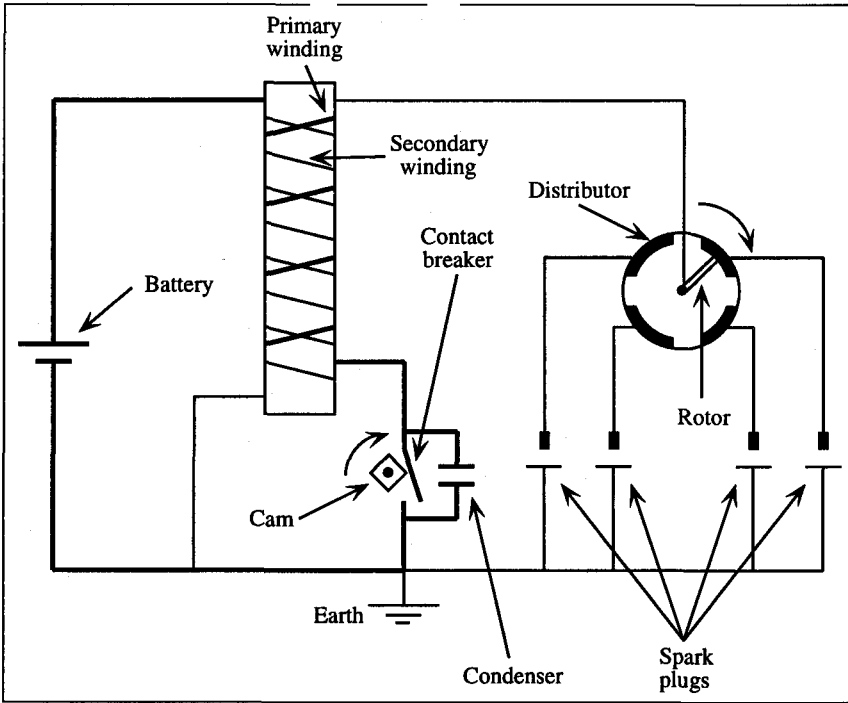 Primary
winding
Secondary
winding
Distributor
Contact
breaker
Battery
Rotor
Cam
Earth
Condenser
Spark
plugs